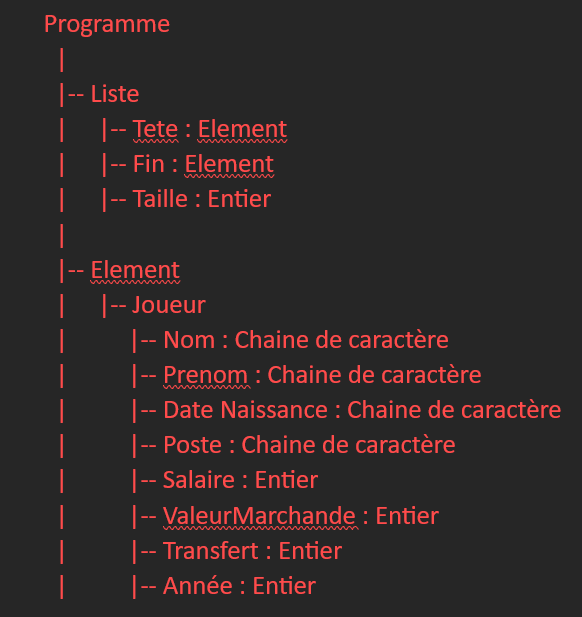 Programme
|
|-- Liste
| |-- Tete : Element
| |-- Fin : Element
| |-- Taille : Entier
|
|-- Element
| |-- Joueur
| |-- Nom : Chaine de caractère
| |-- Prenom : Chaine de caractère
| |-- Date Naissance : Chaine de caractère
| |-- Poste : Chaine de caractère
| |-- Salaire : Entier
| |-- ValeurMarchande : Entier
| |-- Transfert : Entier
| |-- Année : Entier